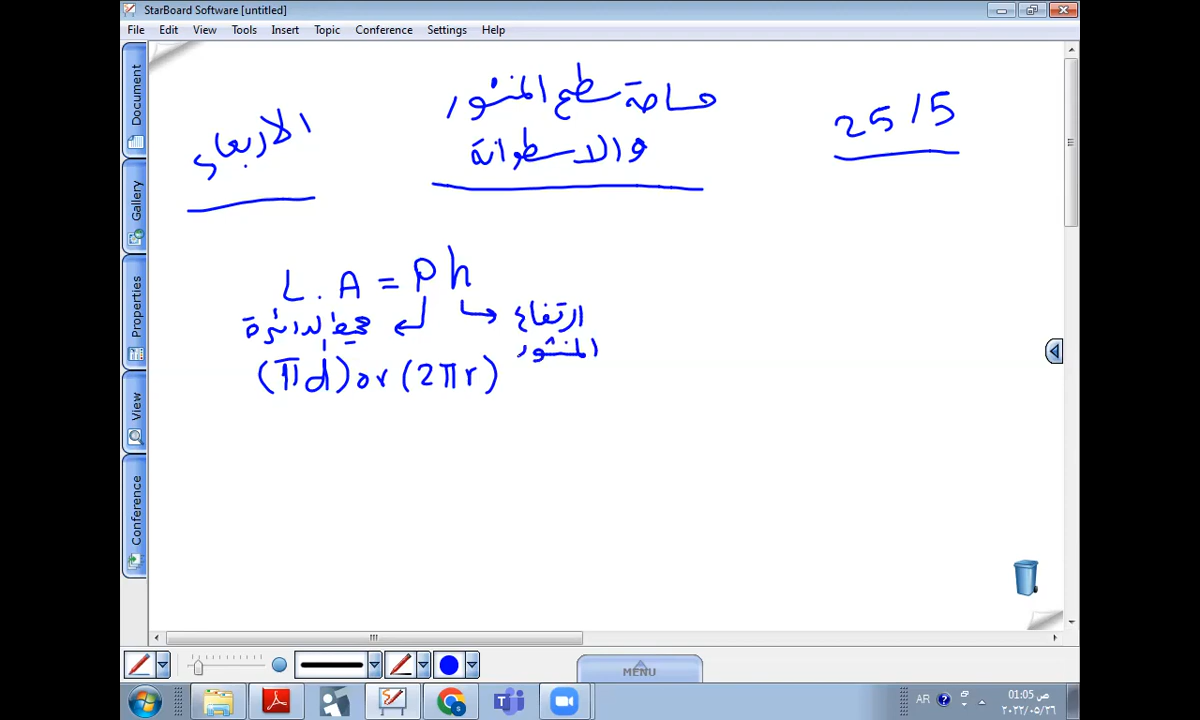 StarBoard Software [untitled]
File Edit View Tools Insert Topic Conference Settings Help
Document
Gallery
Properties
View
Conference
25/5
مساحة سطح المنشور
والاسطوانة
الاربعاء
L.A = Ph
ارتفاع
المنشور
محيط الدائرة
(πd) or (2πr)
MENU
AR
01:05 ص
٢٠٢٢/٠٥/٢٦